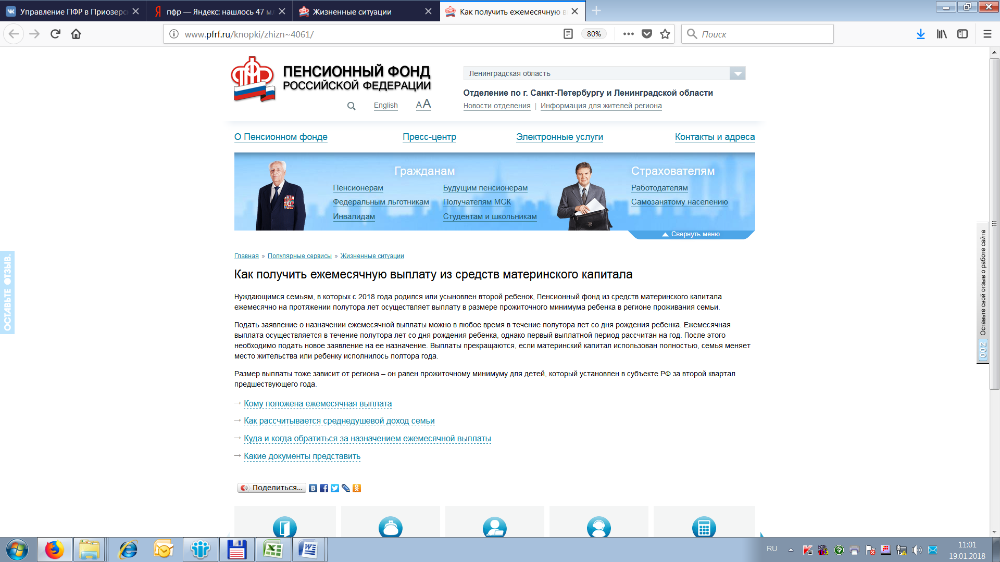 Управление ПФР в Приозерс
пфр — Яндекс: нашлось 47 мл
Жизненные ситуации
Как получить ежемесячную в
www.pfrf.ru/knopki/zhizn~4061/
80%
Поиск
ПЕНСИОННЫЙ ФОНД
РОССИЙСКОЙ ФЕДЕРАЦИИ
English
AA
Ленинградская область
Отделение по г. Санкт-Петербургу и Ленинградской области
Новости отделения | Информация для жителей региона
О Пенсионном фонде
Пресс-центр
Электронные услуги
Контакты и адреса
Гражданам
Страхователям
Пенсионерам
Будущим пенсионерам
Работодателям
Федеральным льготникам
Получателям МСК
Самозанятому населению
Инвалидам
Студентам и школьникам
Свернуть меню
Главная » Популярные сервисы » Жизненные ситуации
Как получить ежемесячную выплату из средств материнского капитала
Нуждающимся семьям, в которых с 2018 года родился или усыновлен второй ребенок, Пенсионный фонд из средств материнского капитала
ежемесячно на протяжении полутора лет осуществляет выплату в размере прожиточного минимума ребенка в регионе проживания семьи.
Подать заявление о назначении ежемесячной выплаты можно в любое время в течение полутора лет со дня рождения ребенка. Ежемесячная
выплата осуществляется в течение полутора лет со дня рождения ребенка, однако первый выплатной период рассчитан на год. После этого
необходимо подать новое заявление на ее назначение. Выплаты прекращаются, если материнский капитал использован полностью, семья меняет
место жительства или ребенку исполнилось полтора года.
Размер выплаты тоже зависит от региона – он равен прожиточному минимуму для детей, который установлен в субъекте РФ за второй квартал
предшествующего года.
→ Кому положена ежемесячная выплата
→ Как рассчитывается среднедушевой доход семьи
→ Куда и когда обратиться за назначением ежемесячной выплаты
→ Какие документы представить
Поделиться...
ОСТАВЬТЕ ОТЗЫВ.
Оставьте свой отзыв о работе сайта
002
RU
11:01
19.01.2018